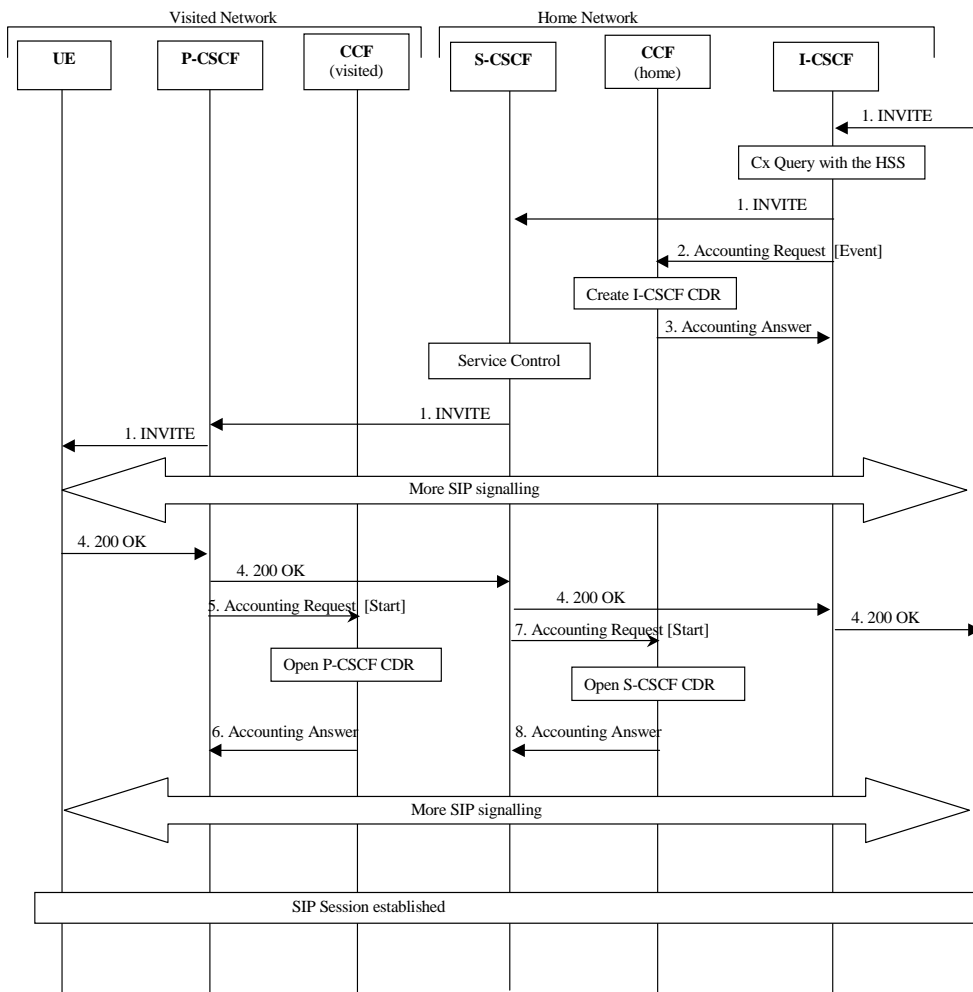 Visited Network
Home Network
UE
P-CSCF
CCF
(visited)
S-CSCF
CCF
(home)
I-CSCF
1. INVITE
Cx Query with the HSS
1. INVITE
2. Accounting Request [Event]
Create I-CSCF CDR
3. Accounting Answer
Service Control
1. INVITE
1. INVITE
More SIP signalling
4. 200 OK
4. 200 OK
4. 200 OK
5. Accounting Request [Start]
4. 200 OK
7. Accounting Request [Start]
Open P-CSCF CDR
Open S-CSCF CDR
6. Accounting Answer
8. Accounting Answer
More SIP signalling
SIP Session established